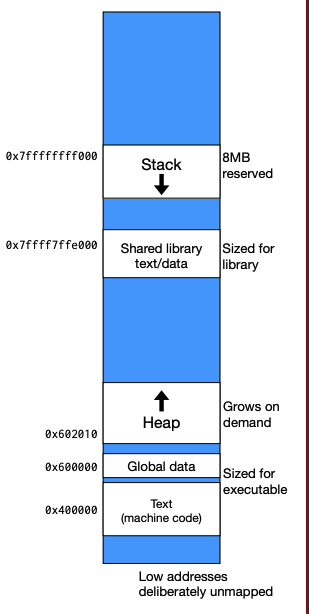 0x7ffffffff000
Stack
8MB
reserved
0x7ffff7ffe000
Shared library
text/data
Sized for
library
Heap
Grows on
demand
0x602010
0x600000
Global data
Sized for
executable
0x400000
Text
(machine code)
Low addresses
deliberately unmapped